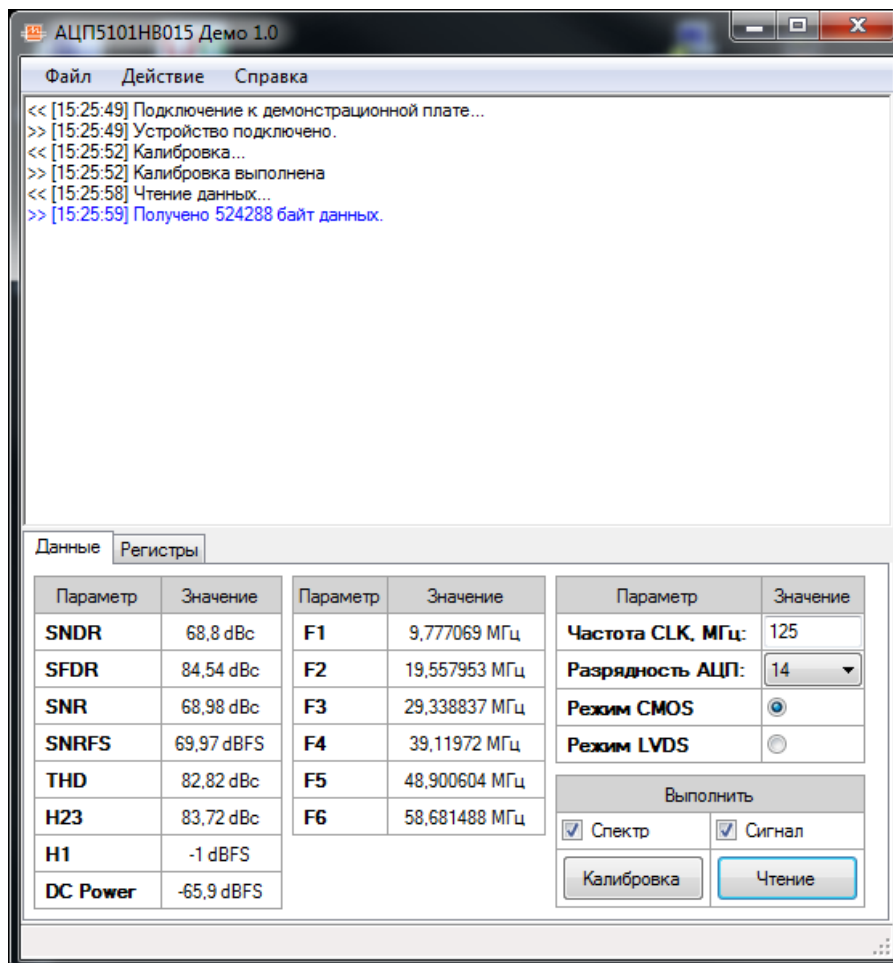 АЦП5101НВ015 Демо 1.0
Файл Действие Справка
<< [15:25:49] Подключение к демонстрационной плате...
>> [15:25:49] Устройство подключено.
<< [15:25:52] Калибровка...
>> [15:25:52] Калибровка выполнена
<< [15:25:58] Чтение данных...
>> [15:25:59] Получено 524288 байт данных.
Данные Регистры
Параметр Значение
SNDR 68,8 dBc
SFDR 84,54 dBc
SNR 68,98 dBc
SNRFS 69,97 dBFS
THD 82,82 dBc
H23 83,72 dBc
H1 -1 dBFS
DC Power -65,9 dBFS
Параметр Значение
F1 9,777069 МГц
F2 19,557953 МГц
F3 29,338837 МГц
F4 39,11972 МГц
F5 48,900604 МГц
F6 58,681488 МГц
Параметр Значение
Частота CLK, МГц: 125
Разрядность АЦП: 14
Режим CMOS
Режим LVDS
Выполнить
Спектр Сигнал
Калибровка Чтение